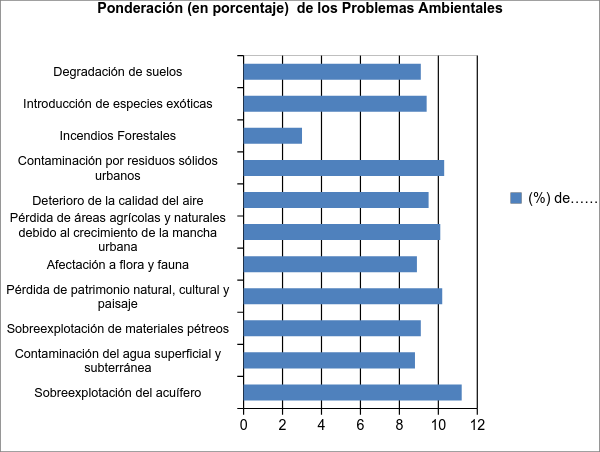 Ponderación (en porcentaje)  de los Problemas Ambientales
Degradación de suelos
Introducción de especies exóticas
Incendios Forestales
Contaminación por residuos sólidos
urbanos
Deterioro de la calidad del aire
Pérdida de áreas agrícolas y naturales
debido al crecimiento de la mancha
urbana
Afectación a flora y fauna
Pérdida de patrimonio natural, cultural y
paisaje
Sobreexplotación de materiales pétreos
Contaminación del agua superficial y
subterránea
Sobreexplotación del acuífero
0 2 4 6 8 10 12
(%) de……